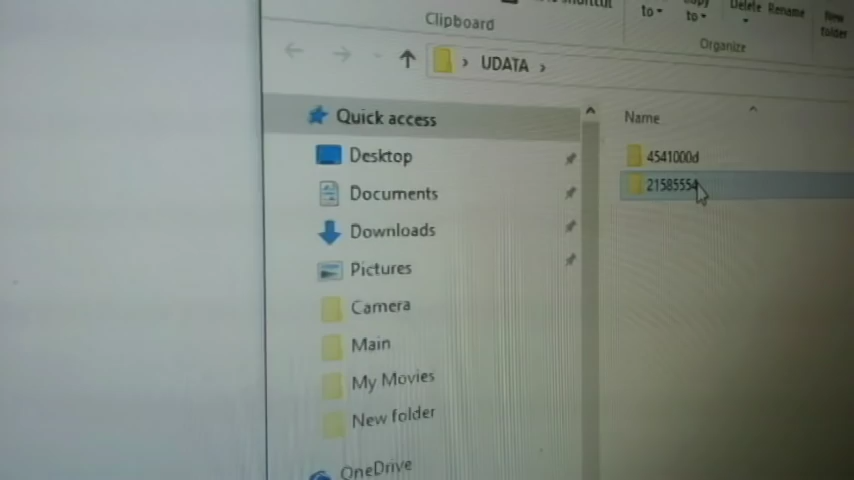 to
to
Delete
Rename
New
folder
Clipboard
Organize
UDATA
Quick access
Desktop
Documents
Downloads
Pictures
Camera
Main
My Movies
New folder
OneDrive
Name
4541000d